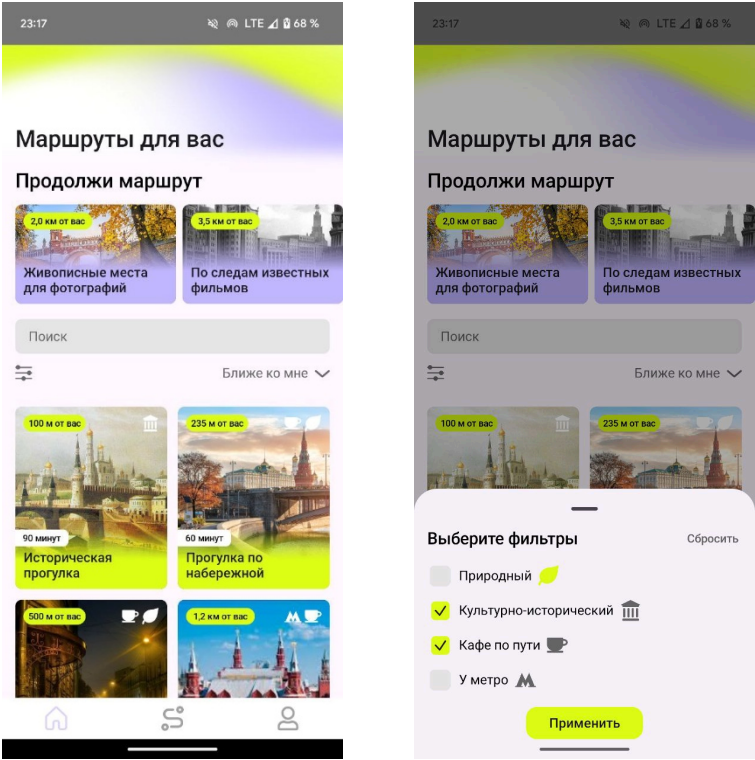 23:17
LTE 68 %
Маршруты для вас
Продолжи маршрут
2,0 км от вас
3,5 км от вас
Живописные места
для фотографий
По следам известных
фильмов
Поиск
Ближе ко мне
100 м от вас
235 м от вас
90 минут
60 минут
Историческая
прогулка
Прогулка по
набережной
500 м от вас
1,2 км от вас
23:17
LTE 68 %
Маршруты для вас
Продолжи маршрут
2,0 км от вас
3,5 км от вас
Живописные места
для фотографий
По следам известных
фильмов
Поиск
Ближе ко мне
100 м от вас
235 м от вас
Выберите фильтры
Сбросить
Природный
Культурно-исторический
Кафе по пути
У метро
Применить